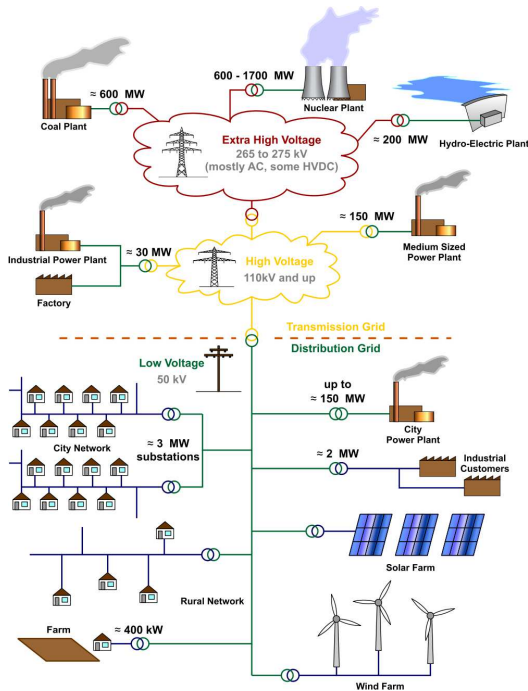 600 - 1700 MW
Nuclear Plant
≈ 600 MW
Coal Plant
Extra High Voltage
265 to 275 kV
(mostly AC, some HVDC)
≈ 200 MW
Hydro-Electric Plant
≈ 150 MW
Medium Sized
Power Plant
Industrial Power Plant
≈ 30 MW
Factory
High Voltage
110kV and up
Transmission Grid
Distribution Grid
Low Voltage
50 kV
up to
≈ 150 MW
City
Power Plant
City Network
≈ 3 MW
substations
≈ 2 MW
Industrial
Customers
Solar Farm
Rural Network
Farm
≈ 400 kW
Wind Farm